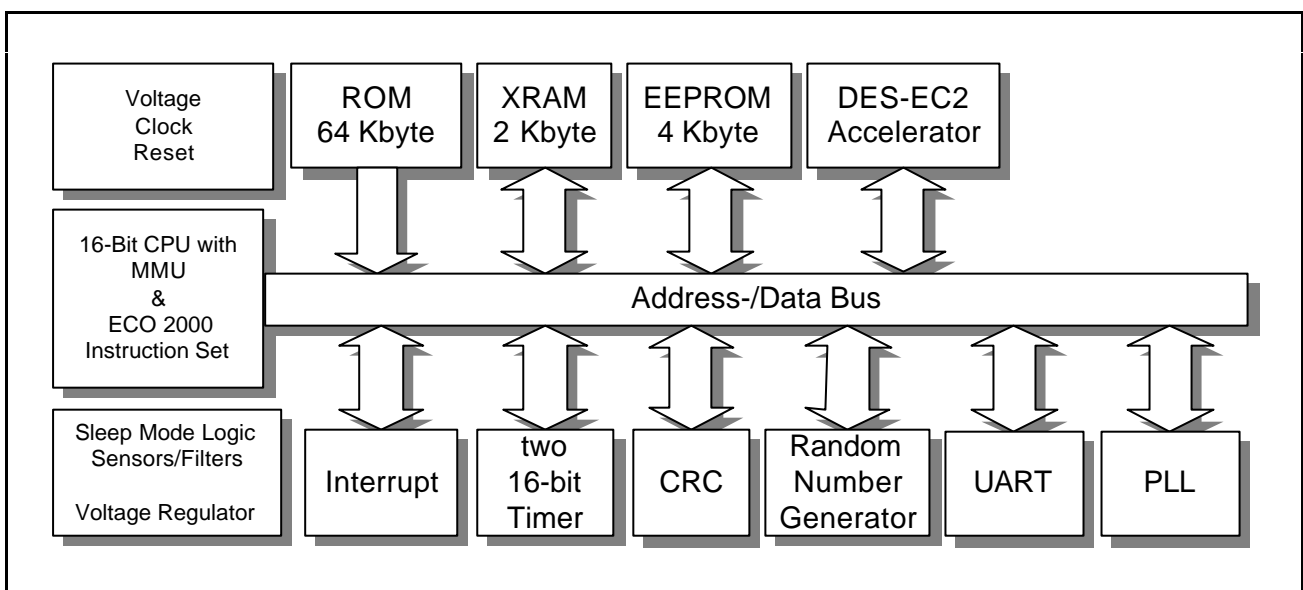 Voltage
Clock
Reset
ROM
64 Kbyte
XRAM
2 Kbyte
EEPROM
4 Kbyte
DES-EC2
Accelerator
16-Bit CPU with
MMU
&
ECO 2000
Instruction Set
Address-/Data Bus
Sleep Mode Logic
Sensors/Filters
Voltage Regulator
Interrupt
two
16-bit
Timer
CRC
Random
Number
Generator
UART
PLL